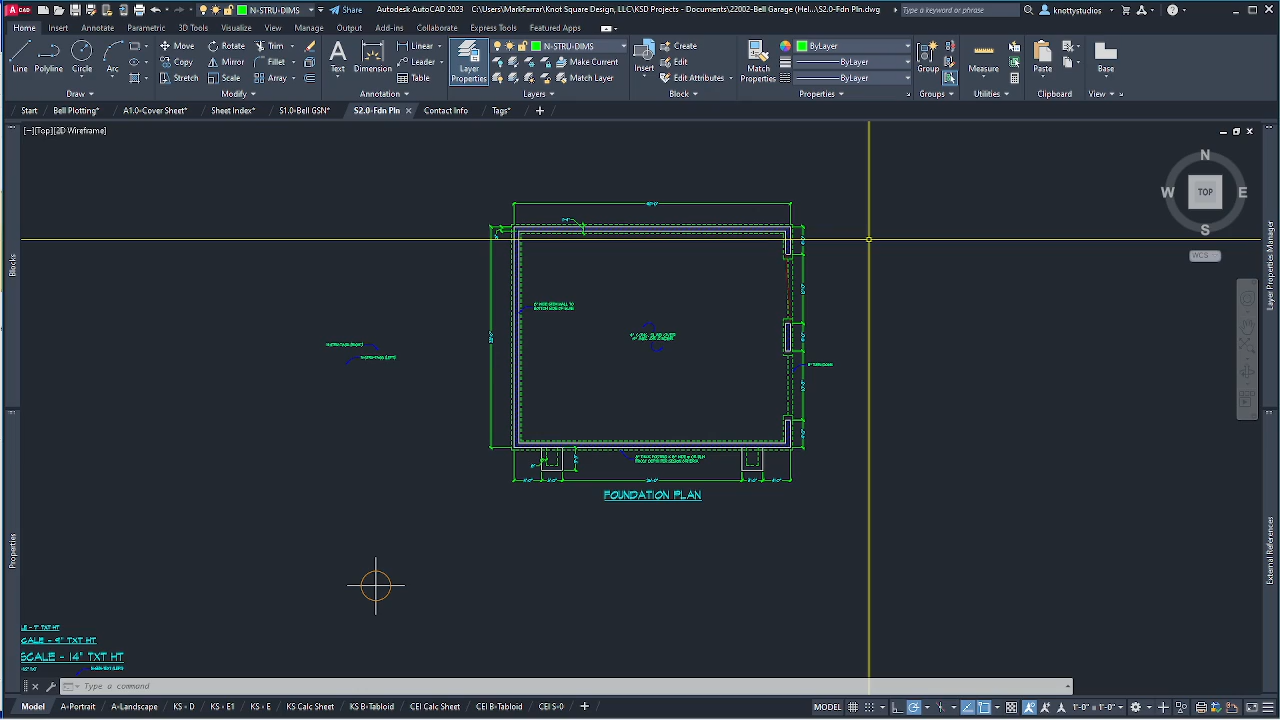 CAD
N-STRU-DIMS
Share
Autodesk AutoCAD 2023
C:\Users\MarkFarrar\Knot Square Design, LLC\KSD Projects - Documents\22002-Bell Garage (Hel...\S2.0-Fdn Pln.dwg
Type a keyword or phrase
knottystudios
Home
Insert
Annotate
Parametric
View
Manage
Output
Add-ins
Collaborate
Express Tools
Featured Apps
Line
Polyline
Circle
Arc
Draw
Move
Copy
Stretch
Rotate
Mirror
Scale
Trim
Fillet
Array
Modify
Text
Dimension
Linear
Leader
Table
Annotation
Layer
Properties
N-STRU-DIMS
Make Current
Match Layer
Layers
Insert
Create
Edit
Edit Attributes
Block
Match
Properties
ByLayer
ByLayer
ByLayer
Properties
Group
Groups
Measure
Utilities
Paste
Clipboard
Base
View
Start
Bell Plotting*
A1.0-Cover Sheet*
Sheet Index*
S1.0-Bell GSN*
S2.0-Fdn Pln
Contact Info
Tags*
[−][Top][2D Wireframe]
N
W
TOP
E
S
WCS
Blocks
Properties
Layer Properties Manager
External References
8" TURN DOWN
FOUNDATION PLAN
SCALE - 9" TXT HT
SCALE - 14" TXT HT
Type a command
Model
A-Portrait
A-Landscape
KS = D
KS = E1
KS = E
KS Calc Sheet
KS B=Tabloid
CEI Calc Sheet
CEI B=Tabloid
CEI S=0
MODEL
1'-0" = 1'-0"